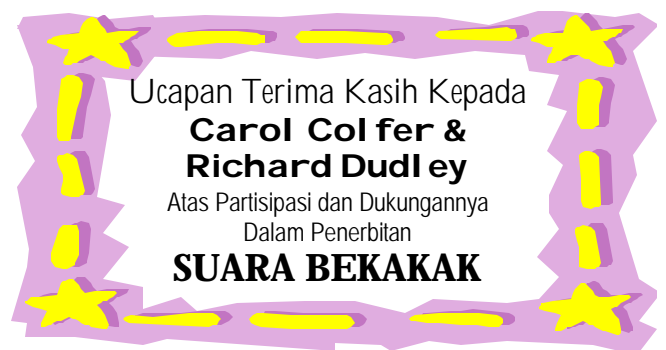 Ucapan Terima Kasih Kepada
Carol Colfer &
Richard Dudley
Atas Partisipasi dan Dukungannya
Dalam Penerbitan
SUARA BEKAKAK